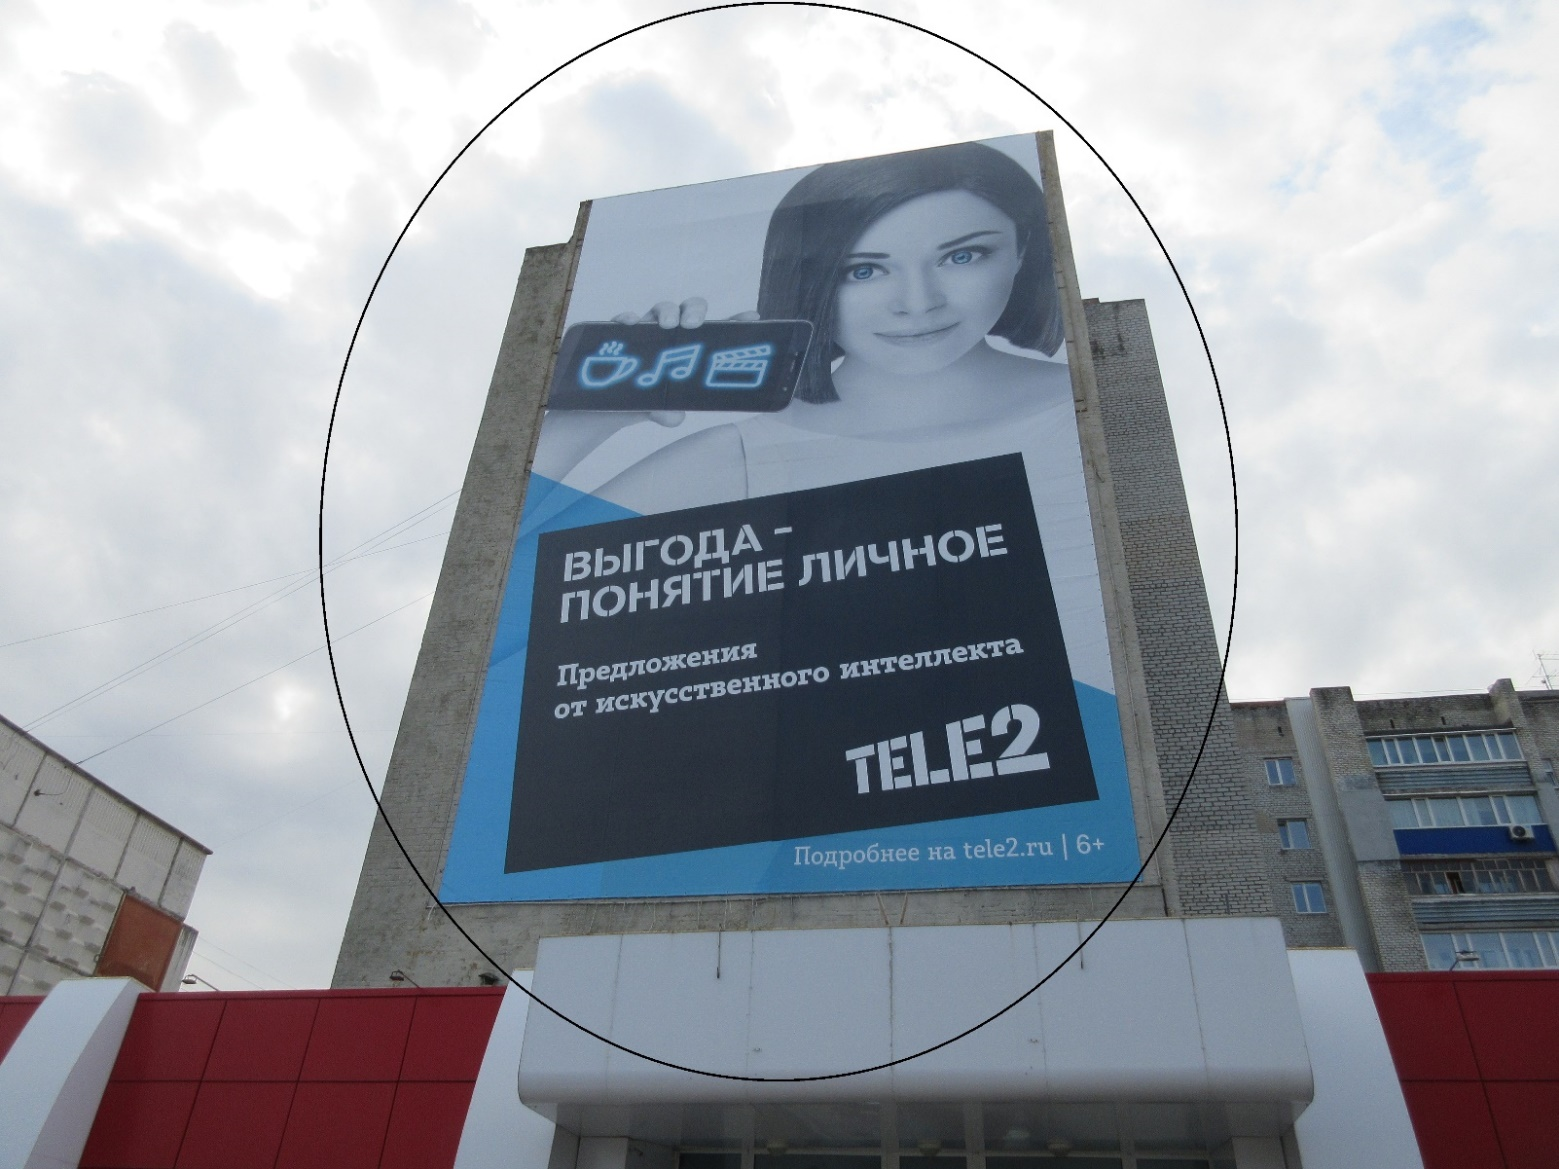 ВЫГОДА –
ПОНЯТИЕ ЛИЧНОЕ
Предложения
от искусственного интеллекта
TELE2
Подробнее на tele2.ru | 6+